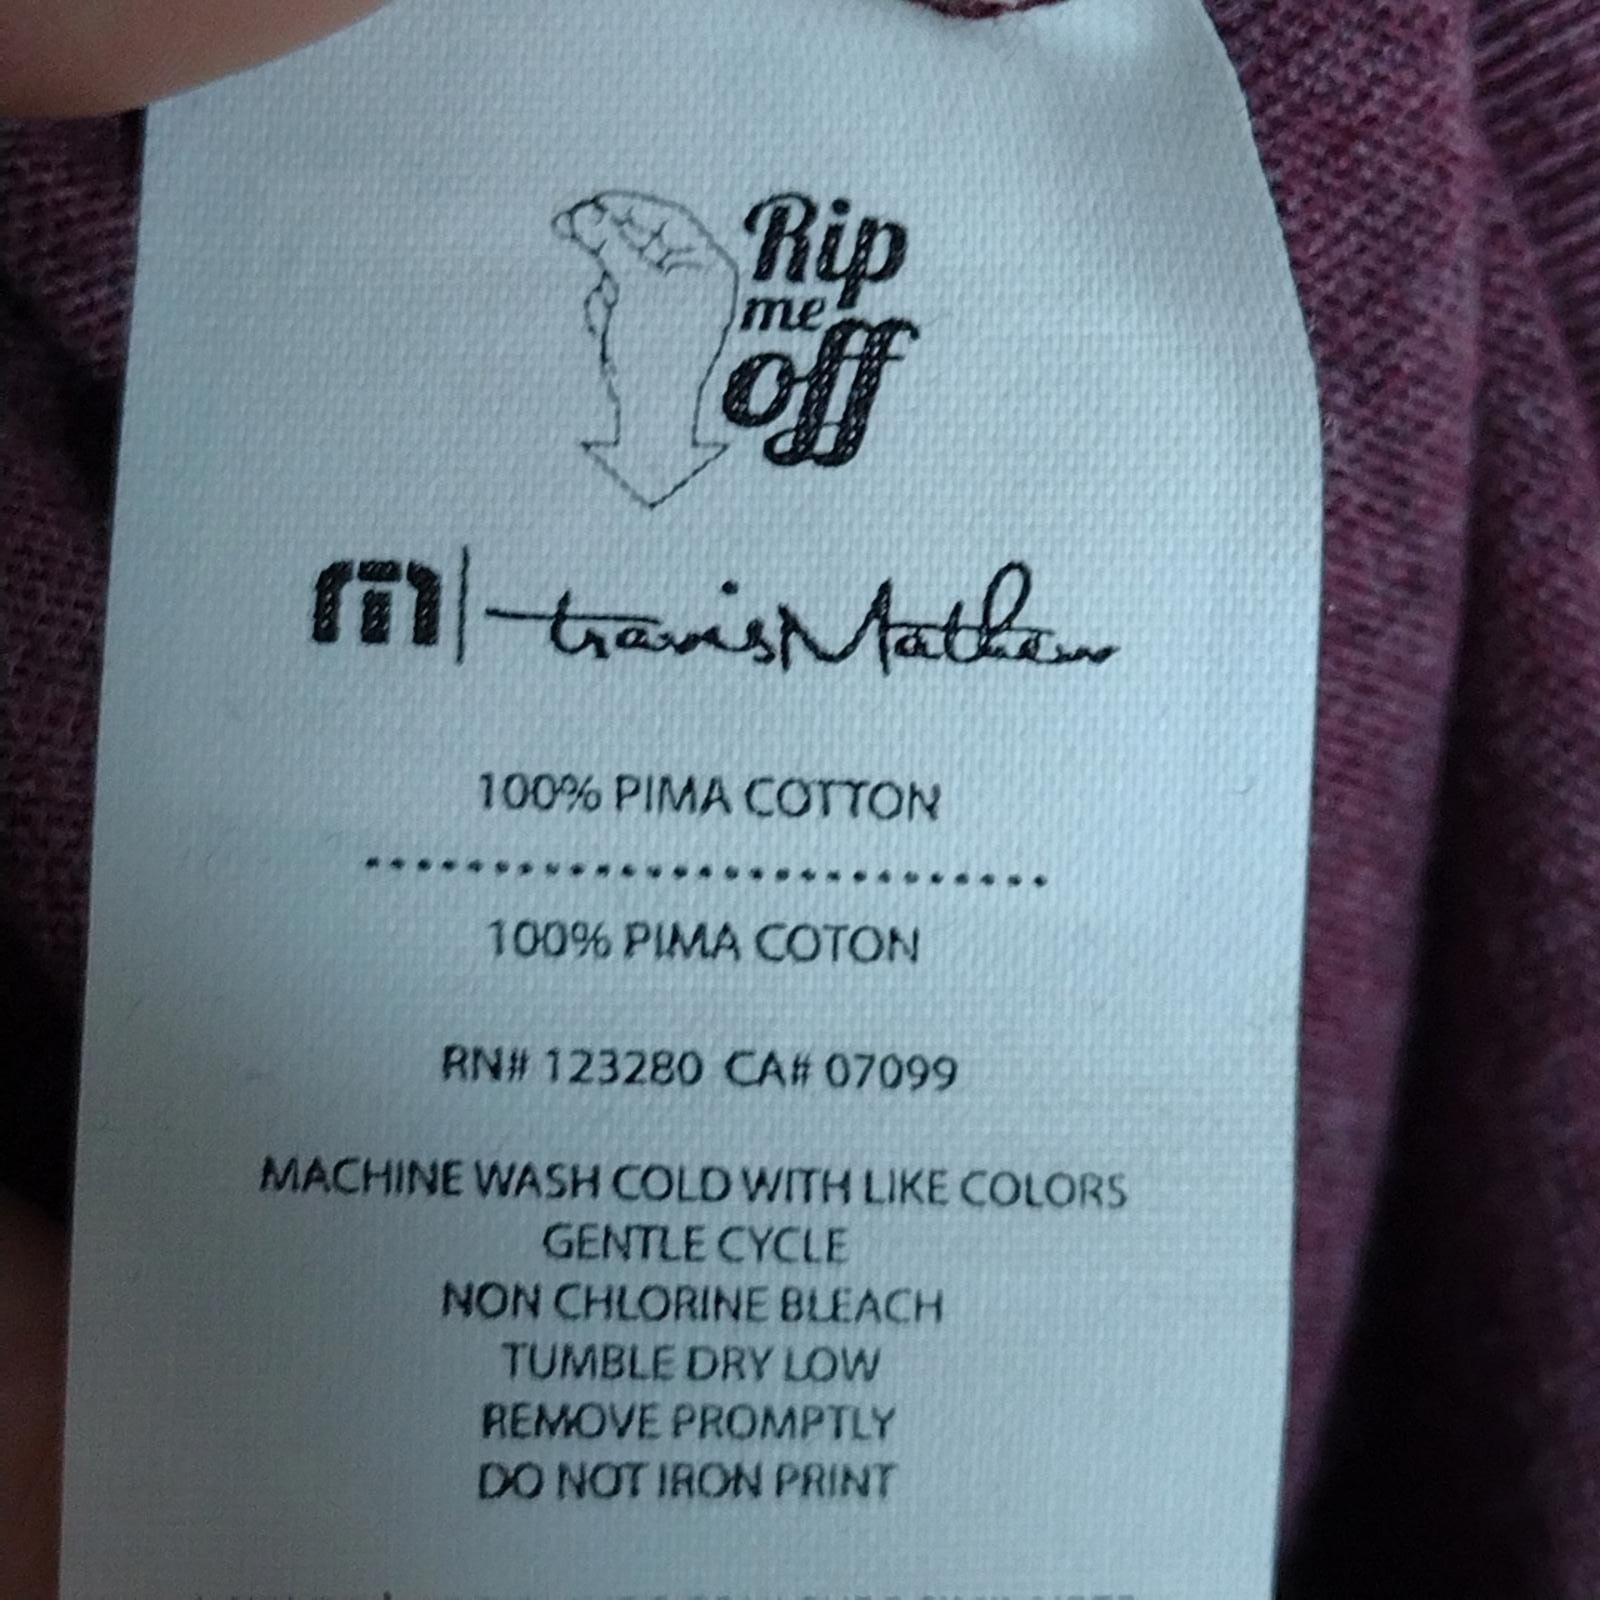 Rip
me
off
m | travisMathew
100% PIMA COTTON
100% PIMA COTON
RN# 123280 CA# 07099
MACHINE WASH COLD WITH LIKE COLORS
GENTLE CYCLE
NON CHLORINE BLEACH
TUMBLE DRY LOW
REMOVE PROMPTLY
DO NOT IRON PRINT